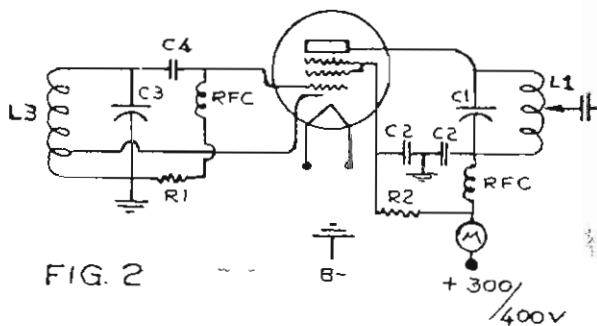 C4
L3
C3
RFC
R1
C1
L1
C2
C2
RFC
R2
M
FIG. 2
B-
+ 300/400V